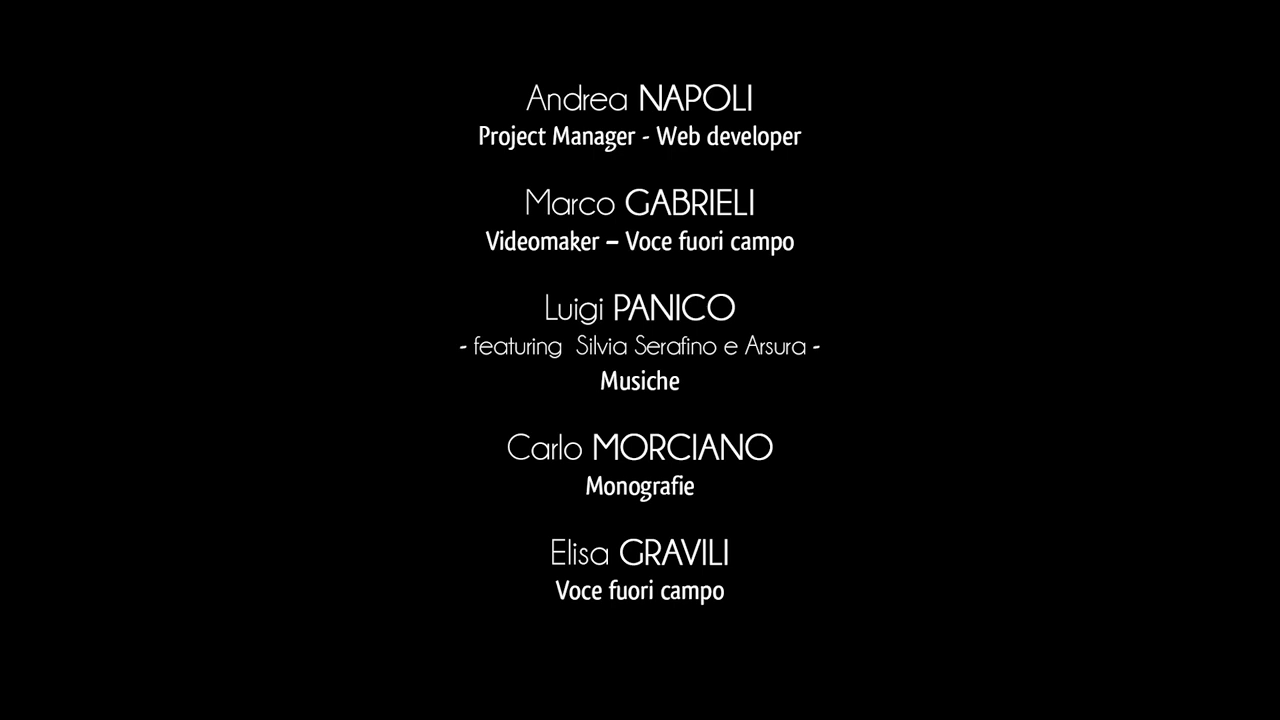 Andrea NAPOLI
Project Manager - Web developer
Marco GABRIELI
Videomaker – Voce fuori campo
Luigi PANICO
- featuring Silvia Serafino e Arsura -
Musiche
Carlo MORCIANO
Monografie
Elisa GRAVILI
Voce fuori campo